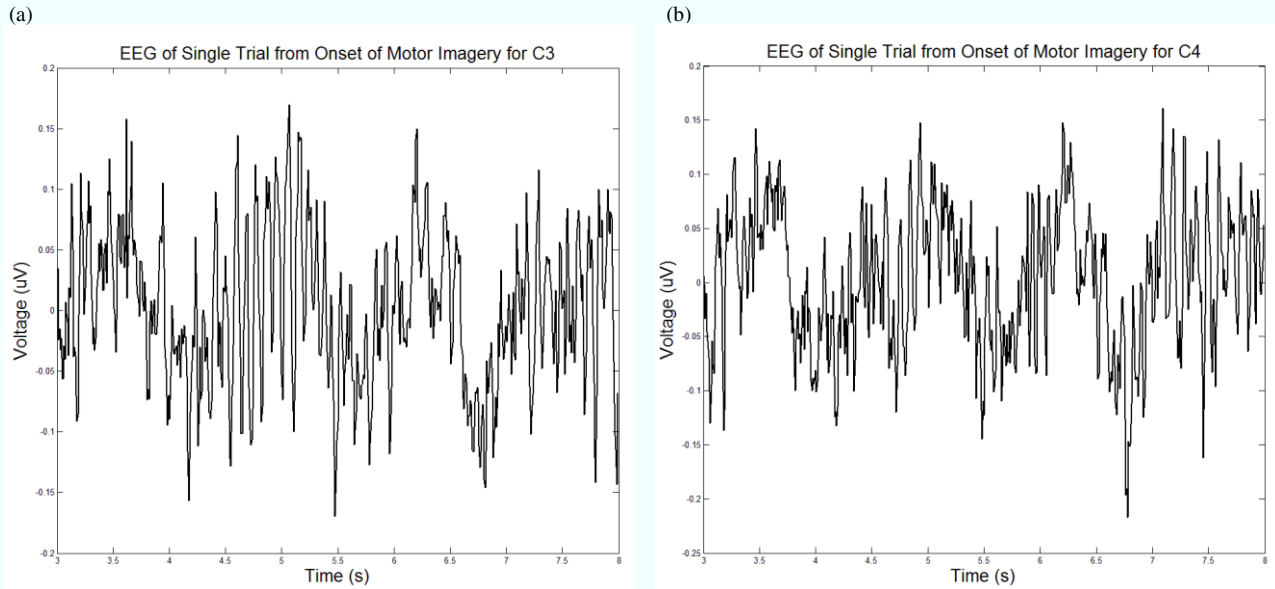 (a)
EEG of Single Trial from Onset of Motor Imagery for C3
0.2
0.15
0.1
0.05
0
-0.05
-0.1
-0.15
-0.2
Voltage (uV)
3 3.5 4 4.5 5 5.5 6 6.5 7 7.5 8
Time (s)
(b)
EEG of Single Trial from Onset of Motor Imagery for C4
0.2
0.15
0.1
0.05
0
-0.05
-0.1
-0.15
-0.2
-0.25
Voltage (uV)
3 3.5 4 4.5 5 5.5 6 6.5 7 7.5 8
Time (s)